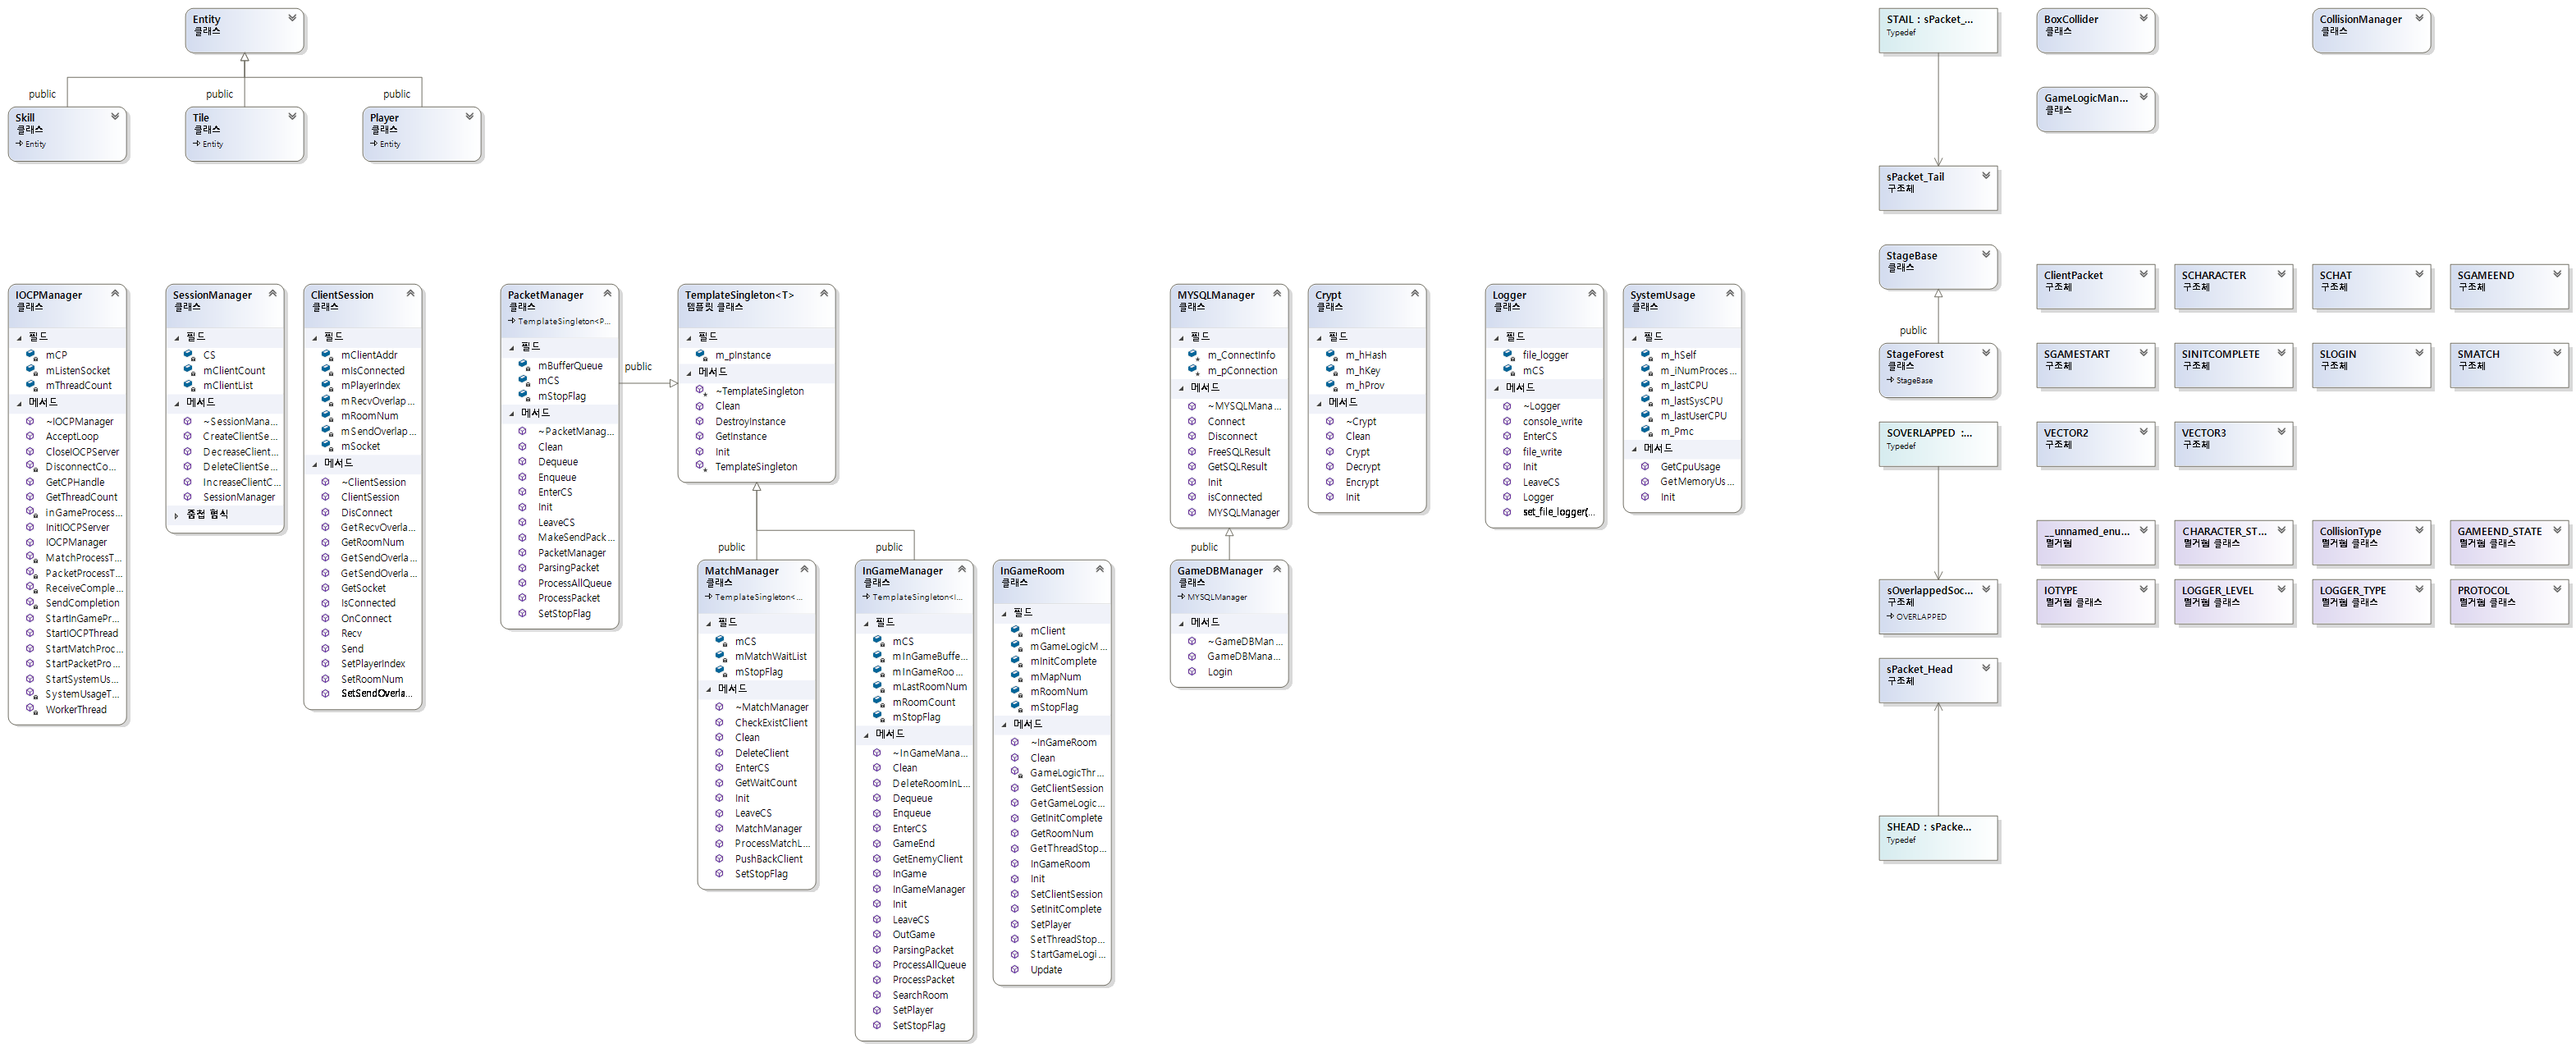 Entity
클래스
public
public
public
Skill
클래스
Entity
Tile
클래스
Entity
Player
클래스
Entity
STAIL : sPacket_...
Typedef
BoxCollider
클래스
CollisionManager
클래스
GameLogicMan...
클래스
sPacket_Tail
구조체
IOCPManager
클래스
필드
mCP
mListenSocket
mThreadCount
메서드
~IOCPManager
AcceptLoop
CloseIOCPServer
DisconnectCo...
GetCPHandle
GetThreadCount
inGameProcess...
InitIOCPServer
IOCPManager
MatchProcessT...
PacketProcessT...
ReceiveComple...
SendCompletion
StartInGamePr...
StartIOCPThread
StartMatchProc...
StartPacketPro...
StartSystemUs...
SystemUsageT...
WorkerThread
SessionManager
클래스
필드
CS
mClientCount
mClientList
메서드
~SessionMana...
CreateClientSe...
DecreaseClient...
DeleteClientSe...
IncreaseClientC...
SessionManager
중첩 형식
ClientSession
클래스
필드
mClientAddr
mIsConnected
mPlayerIndex
mRecvOverlap...
mRoomNum
mSendOverlap...
mSocket
메서드
~ClientSession
ClientSession
DisConnect
GetRecvOverla...
GetRoomNum
GetSendOverla...
GetSendOverla...
GetSocket
IsConnected
OnConnect
Recv
Send
SetPlayerIndex
SetRoomNum
SetSendOverla...
PacketManager
클래스
TemplateSingleton<P...
필드
mBufferQueue
mCS
mStopFlag
메서드
~PacketManag...
Clean
Dequeue
Enqueue
EnterCS
Init
LeaveCS
MakeSendPack...
PacketManager
ParsingPacket
ProcessAllQueue
ProcessPacket
SetStopFlag
public
TemplateSingleton<T>
템플릿 클래스
필드
m_pInstance
메서드
~TemplateSingleton
Clean
DestroyInstance
GetInstance
Init
TemplateSingleton
public
public
MatchManager
클래스
TemplateSingleton<...
필드
mCS
mMatchWaitList
mStopFlag
메서드
~MatchManager
CheckExistClient
Clean
DeleteClient
EnterCS
GetWaitCount
Init
LeaveCS
MatchManager
ProcessMatchL...
PushBackClient
SetStopFlag
InGameManager
클래스
TemplateSingleton<I...
필드
mCS
mInGameBuffe...
mInGameRoo...
mLastRoomNum
mRoomCount
mStopFlag
메서드
~InGameMana...
Clean
DeleteRoomInL...
Dequeue
Enqueue
EnterCS
GameEnd
GetEnemyClient
InGame
InGameManager
Init
LeaveCS
OutGame
ParsingPacket
ProcessAllQueue
ProcessPacket
SearchRoom
SetPlayer
SetStopFlag
InGameRoom
클래스
필드
mClient
mGameLogicM...
mInitComplete
mMapNum
mRoomNum
mStopFlag
메서드
~InGameRoom
Clean
GameLogicThr...
GetClientSession
GetGameLogic...
GetInitComplete
GetRoomNum
GetThreadStop...
InGameRoom
Init
SetClientSession
SetInitComplete
SetPlayer
SetThreadStop...
StartGameLogi...
Update
MYSQLManager
클래스
필드
m_ConnectInfo
m_pConnection
메서드
~MYSQLMana...
Connect
Disconnect
FreeSQLResult
GetSQLResult
Init
isConnected
MYSQLManager
public
GameDBManager
클래스
MYSQLManager
메서드
~GameDBMan...
GameDBMana...
Login
Crypt
클래스
필드
m_hHash
m_hKey
m_hProv
메서드
~Crypt
Clean
Crypt
Decrypt
Encrypt
Init
Logger
클래스
필드
file_logger
mCS
메서드
~Logger
console_write
EnterCS
file_write
Init
LeaveCS
Logger
set_file_logger(...
SystemUsage
클래스
필드
m_hSelf
m_iNumProces...
m_lastCPU
m_lastSysCPU
m_lastUserCPU
m_Pmc
메서드
GetCpuUsage
GetMemoryUs...
Init
StageBase
클래스
public
StageForest
클래스
StageBase
SOVERLAPPED :...
Typedef
sOverlappedSoc...
구조체
OVERLAPPED
sPacket_Head
구조체
SHEAD : sPacke...
Typedef
ClientPacket
구조체
SCHARACTER
구조체
SCHAT
구조체
SGAMEEND
구조체
SGAMESTART
구조체
SINITCOMPLETE
구조체
SLOGIN
구조체
SMATCH
구조체
VECTOR2
구조체
VECTOR3
구조체
__unnamed_enu...
열거형
CHARACTER_ST...
열거형 클래스
CollisionType
열거형 클래스
GAMEEND_STATE
열거형 클래스
IOTYPE
열거형 클래스
LOGGER_LEVEL
열거형 클래스
LOGGER_TYPE
열거형 클래스
PROTOCOL
열거형 클래스